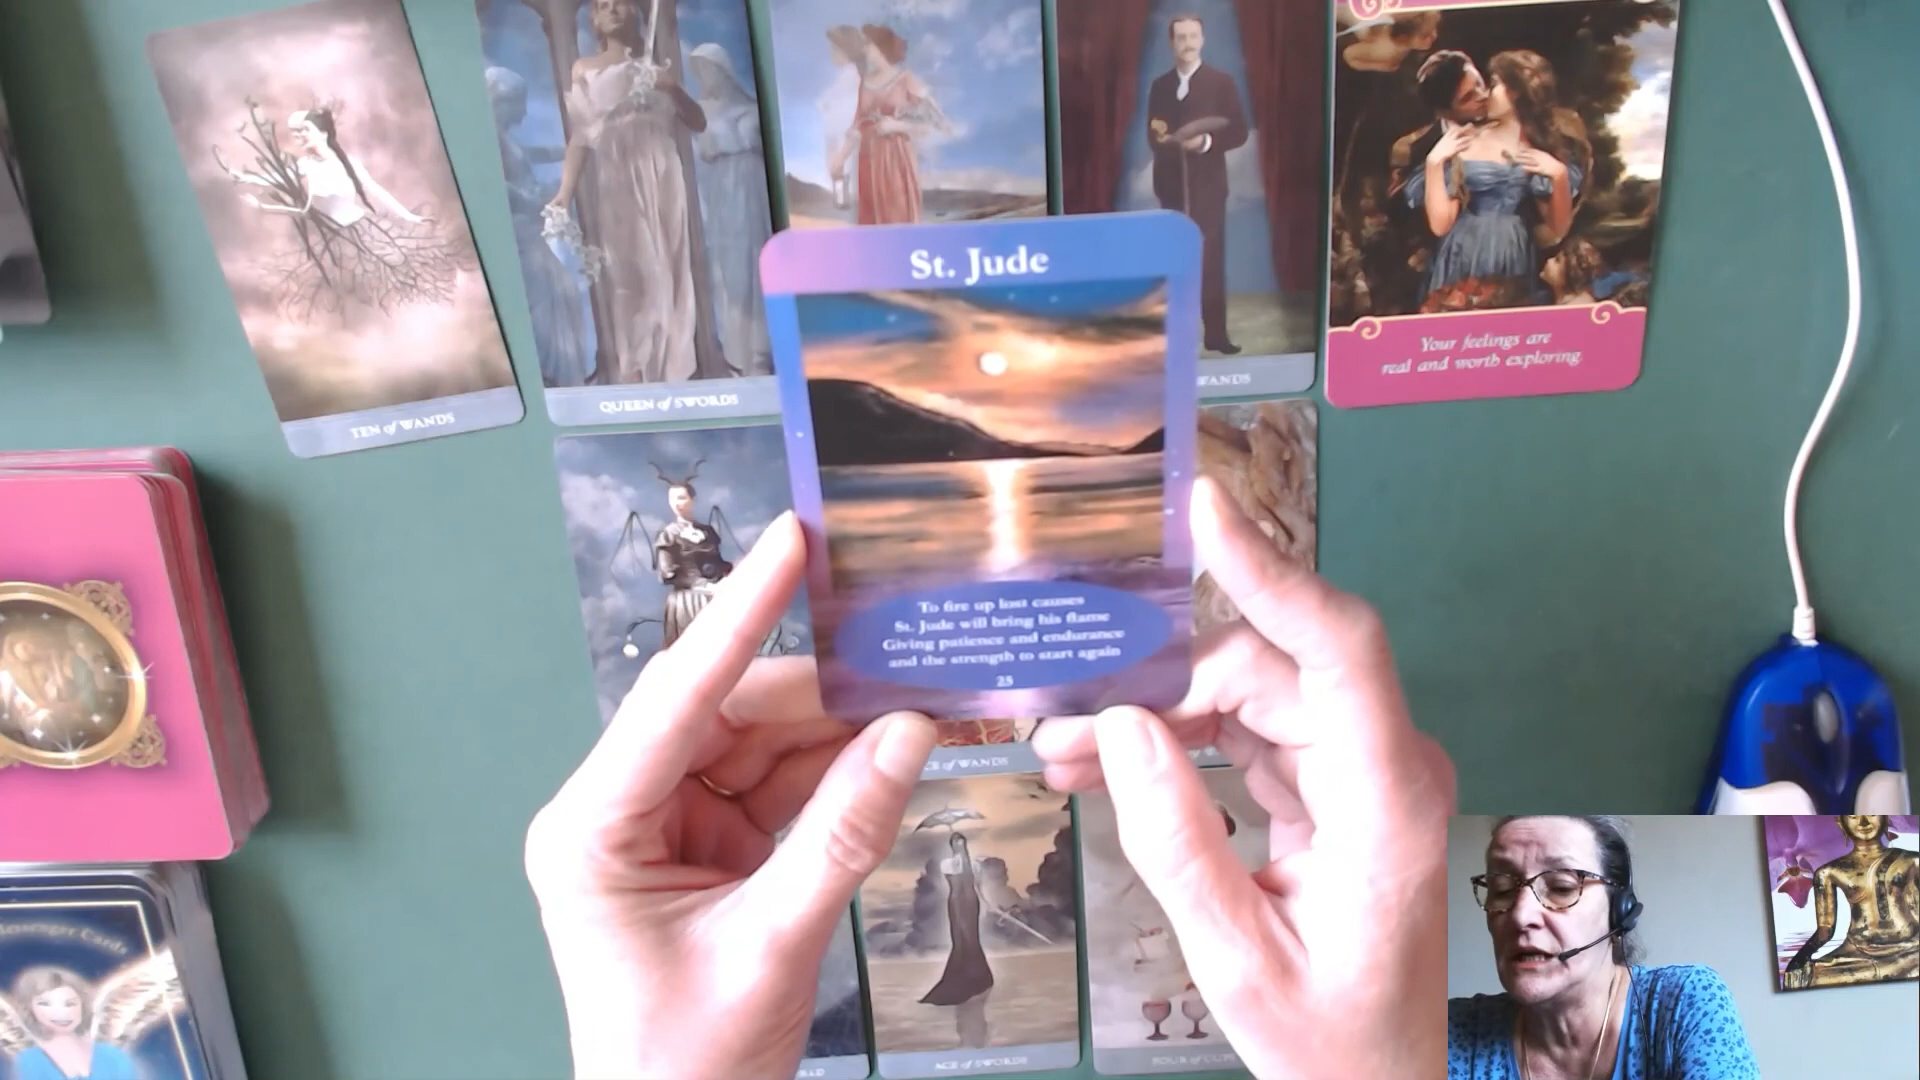 TEN of WANDS
QUEEN of SWORDS
WANDS
Your feelings are
real and worth exploring.
St. Jude
To fire up lost causes
St. Jude will bring his flame
Giving patience and endurance
and the strength to start again
25
of WANDS
Messenger Cards
ACE of SWORDS
FOUR of CUPS